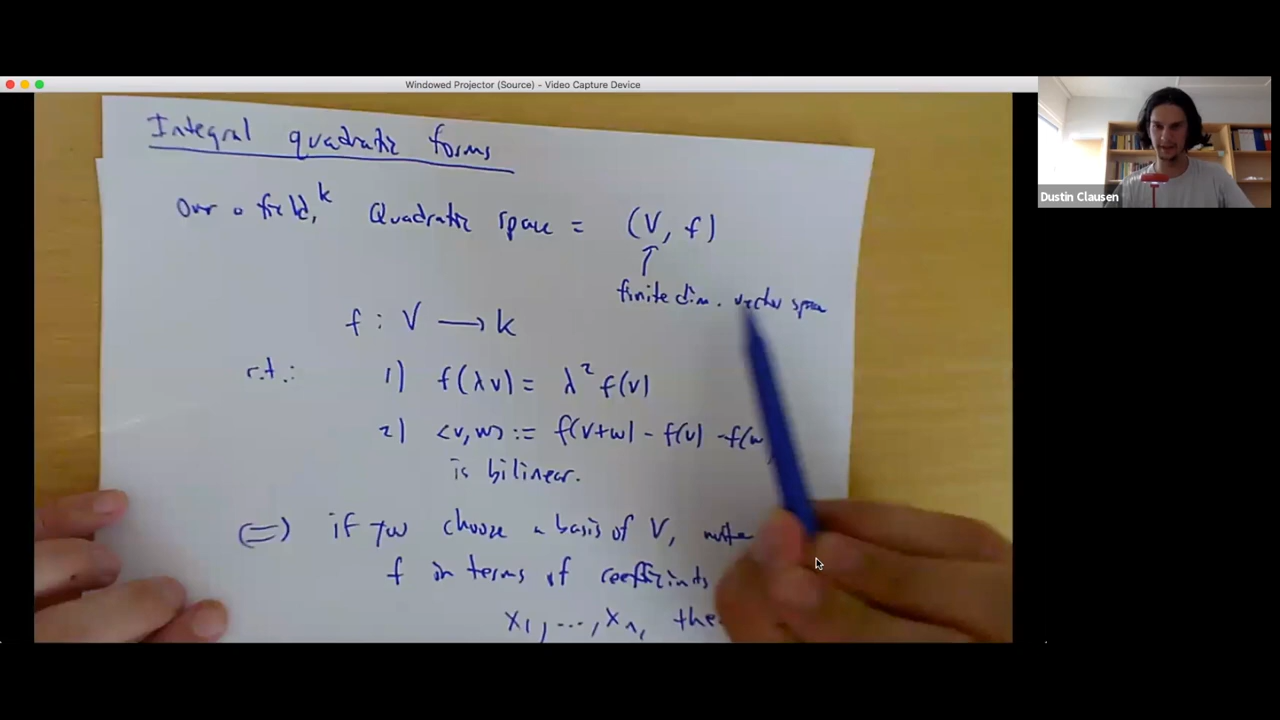 Windowed Projector (Source) - Video Capture Device
Dustin Clausen
Integral quadratic forms
Over a field, k Quadratic space = (V, f)
↑
finite dim. vector space
f : V → k
s.t.: 1) f(λv) = λ² f(v)
2) <v,w> := f(v+w) - f(v) - f(w
is bilinear.
(=) if you choose a basis of V, write
f in terms of coefficients
x₁, ..., xₙ, the